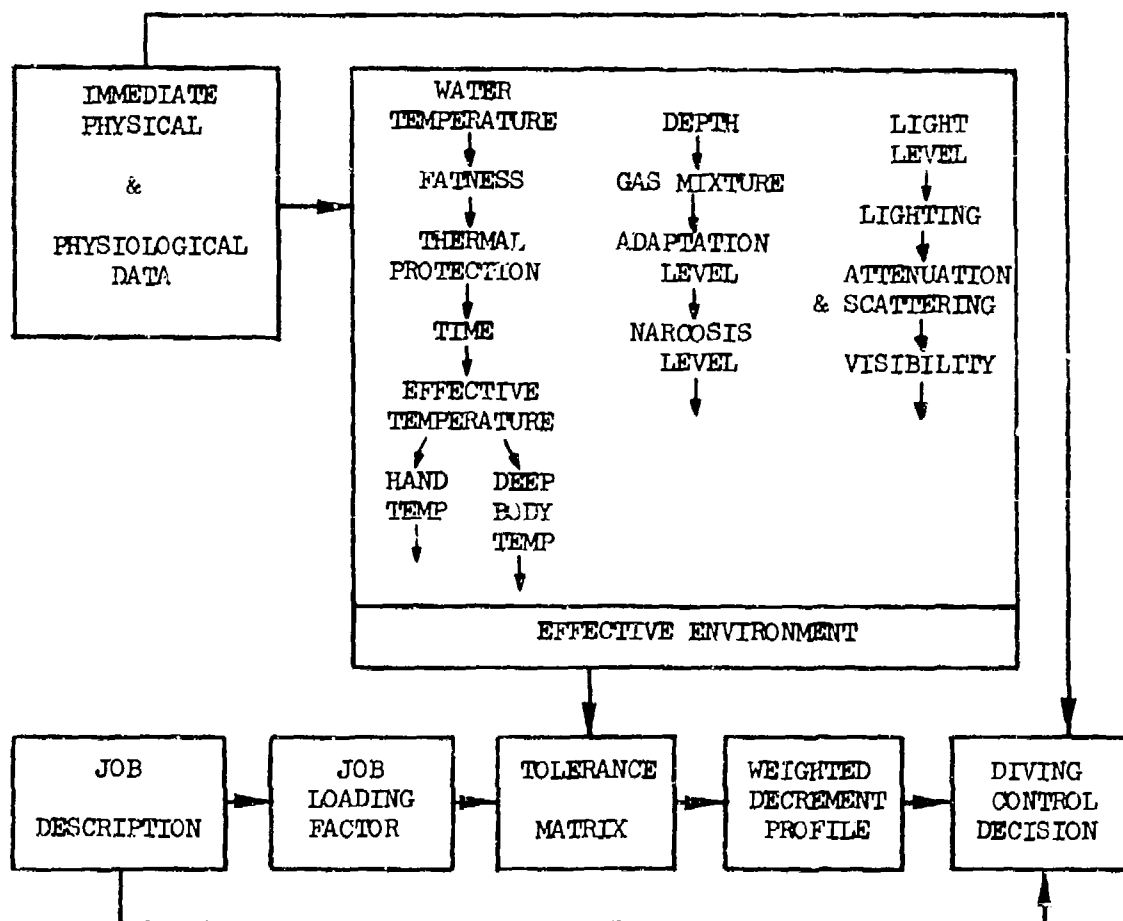 IMMEDIATE
PHYSICAL
&
PHYSIOLOGICAL
DATA
WATER
TEMPERATURE
FATNESS
THERMAL
PROTECTION
TIME
EFFECTIVE
TEMPERATURE
HAND
TEMP
DEEP
BODY
TEMP
DEPTH
GAS MIXTURE
ADAPTATION
LEVEL
NARCOSIS
LEVEL
LIGHT
LEVEL
LIGHTING
ATTENUATION
& SCATTERING
VISIBILITY
EFFECTIVE ENVIRONMENT
JOB
DESCRIPTION
JOB
LOADING
FACTOR
TOLERANCE
MATRIX
WEIGHTED
DECREMENT
PROFILE
DIVING
CONTROL
DECISION